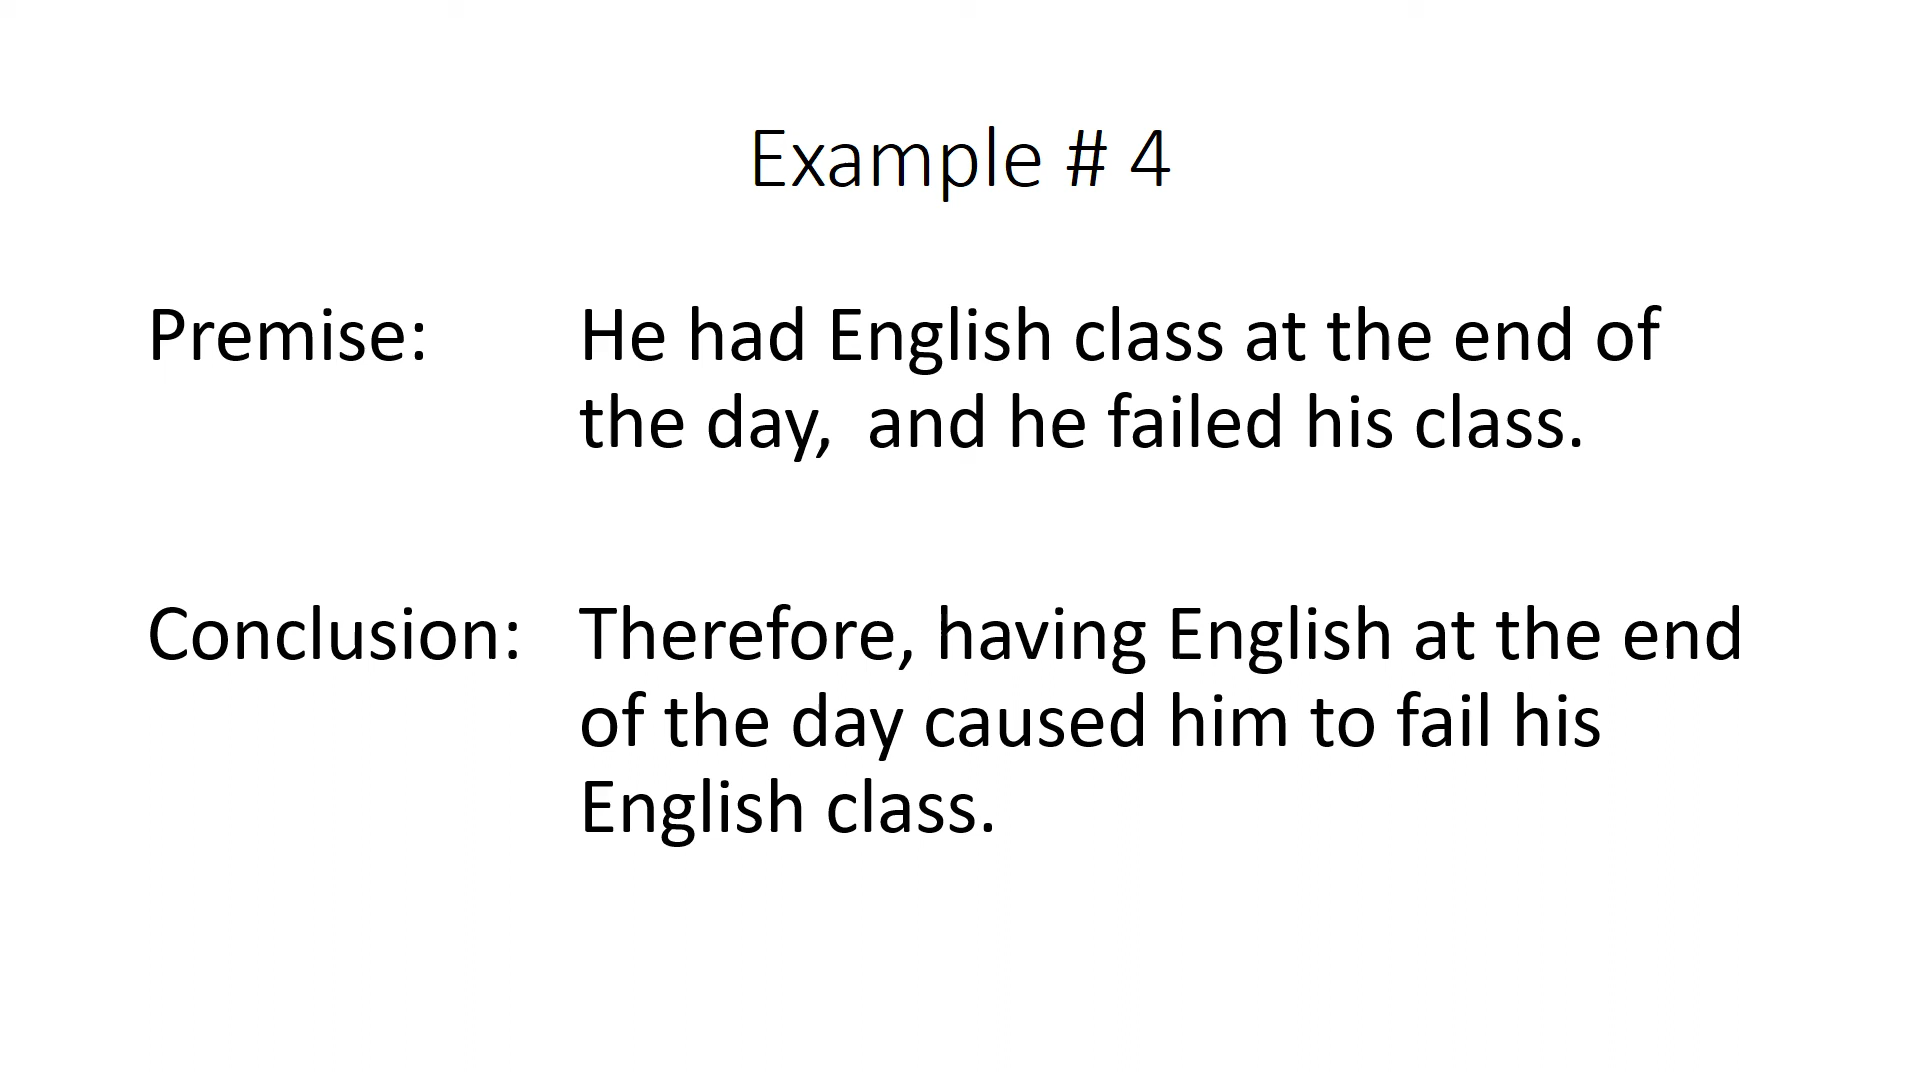 Example # 4
Premise: He had English class at the end of
the day,  and he failed his class.
Conclusion: Therefore, having English at the end
of the day caused him to fail his
English class.